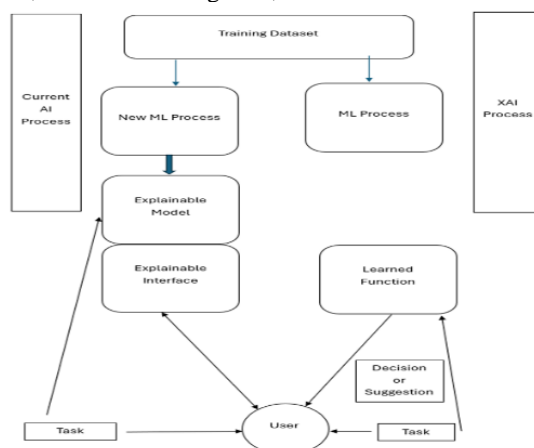 Training Dataset
Current
AI
Process
New ML Process
ML Process
XAI
Process
Explainable
Model
Explainable
Interface
Learned
Function
Decision
or
Suggestion
Task
User
Task